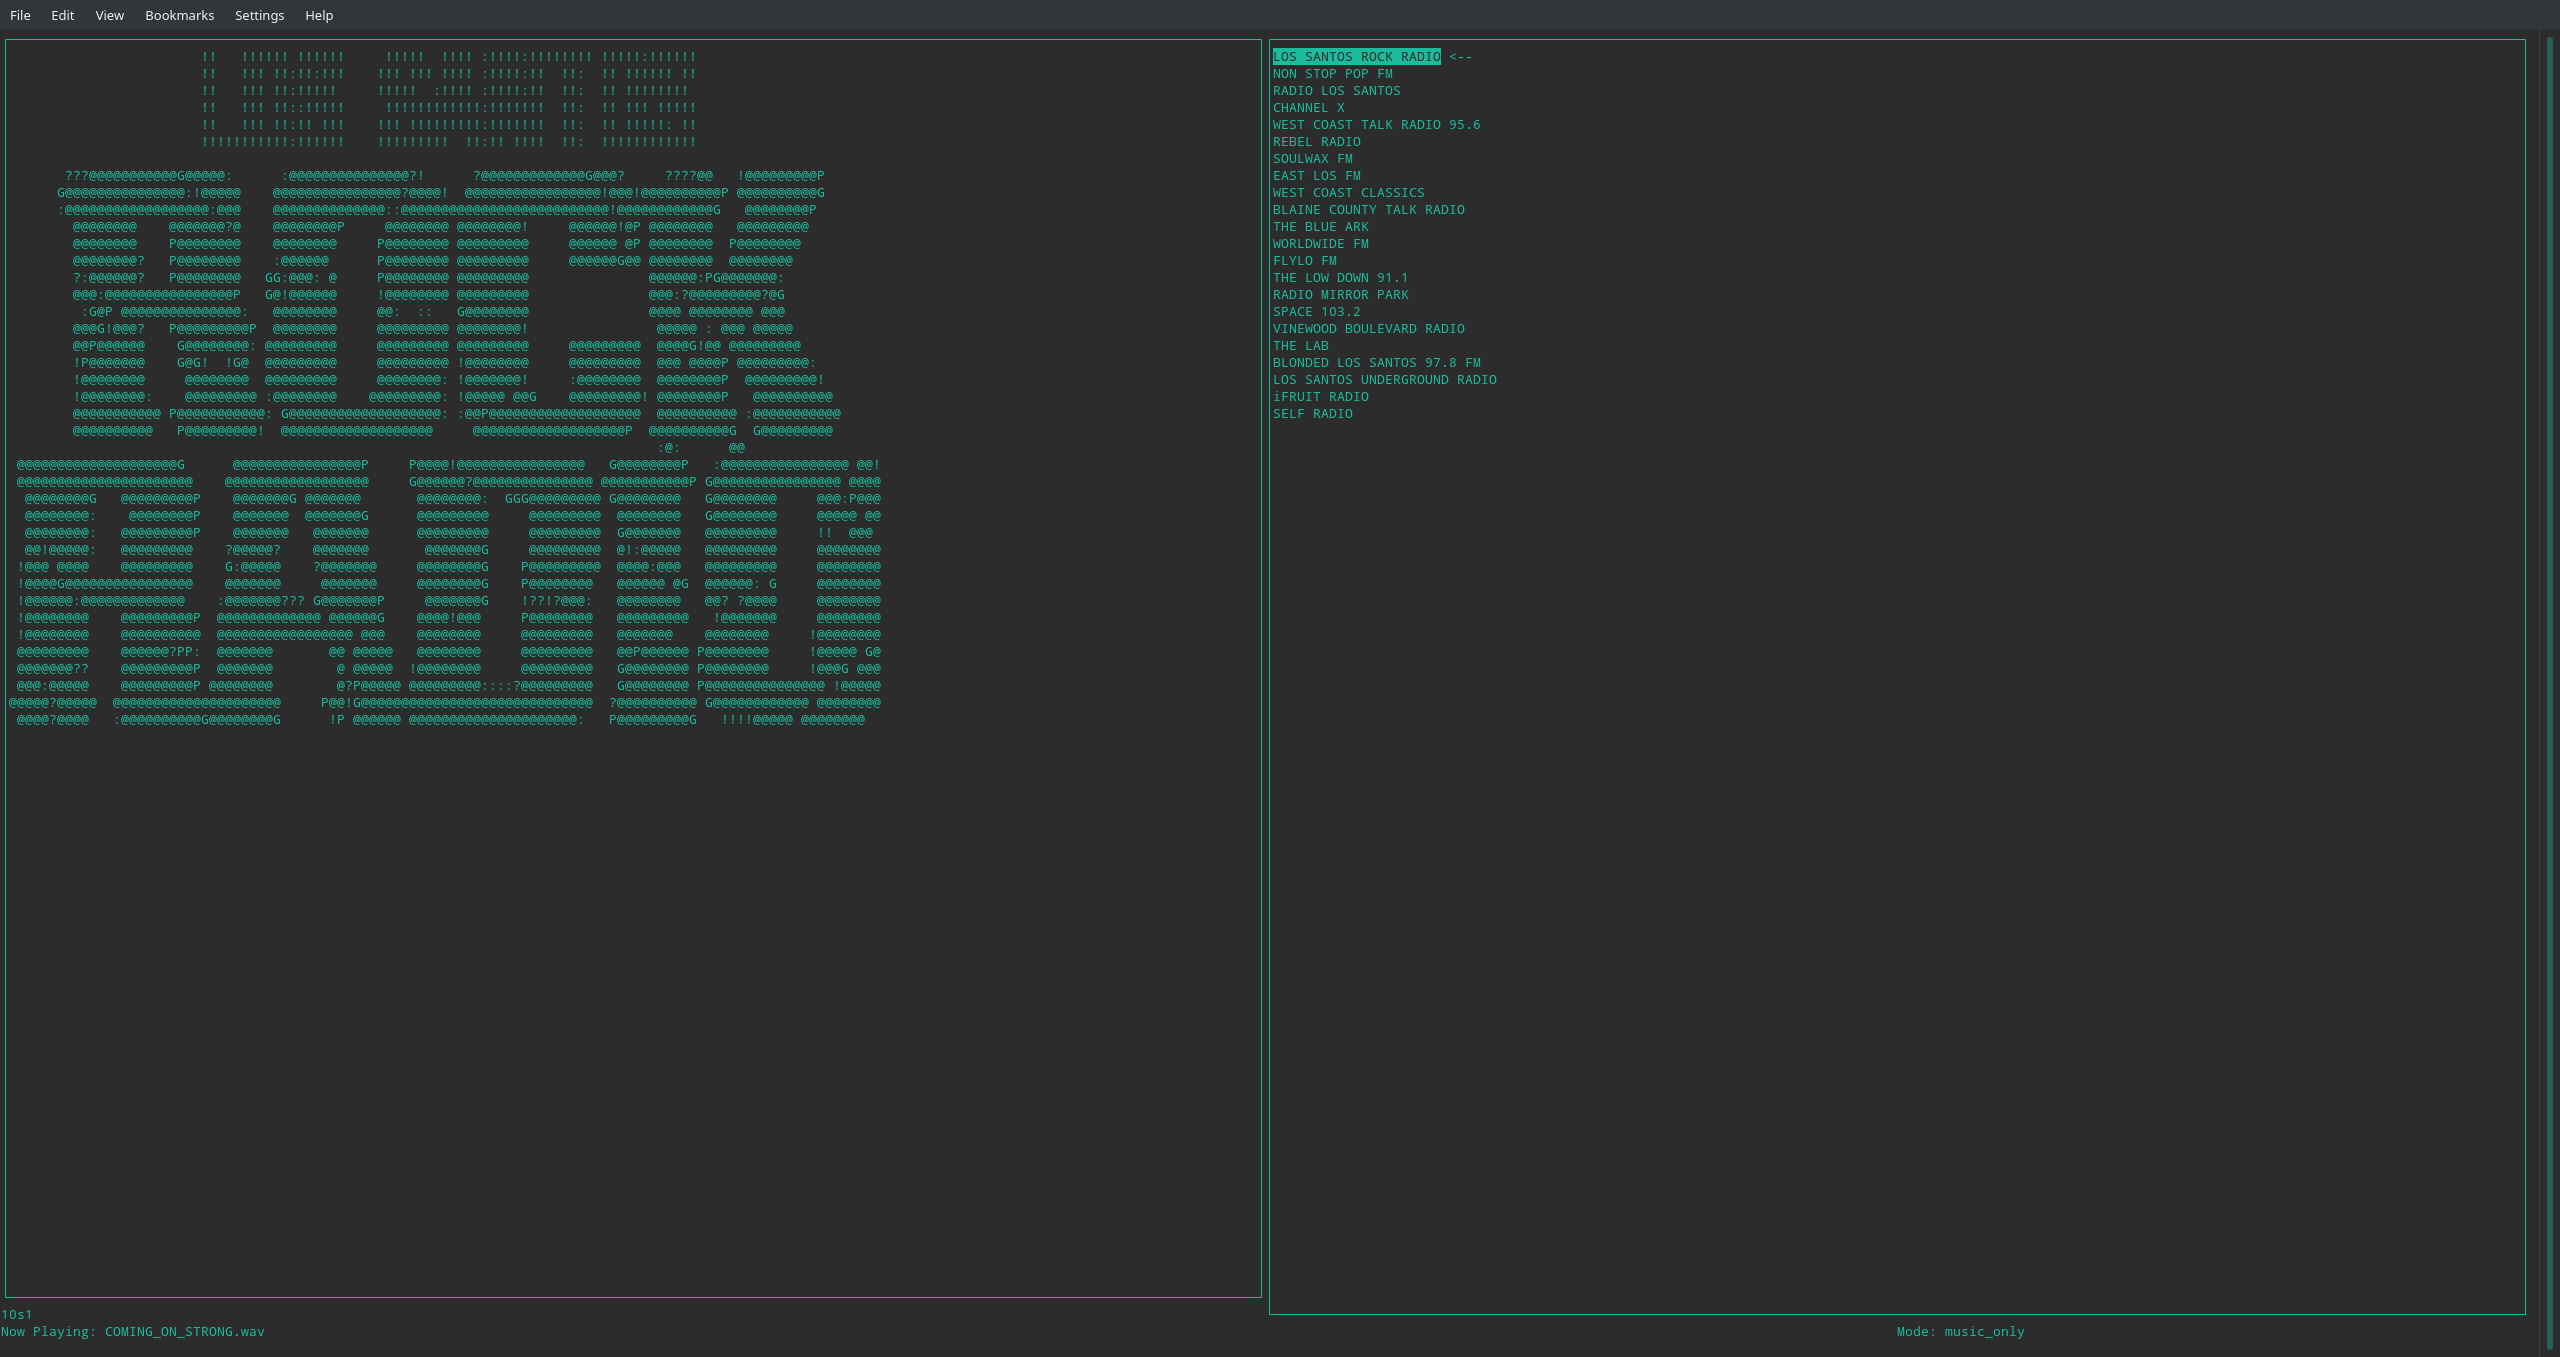 File Edit View Bookmarks Settings Help
LOS SANTOS ROCK RADIO <--
NON STOP POP FM
RADIO LOS SANTOS
CHANNEL X
WEST COAST TALK RADIO 95.6
REBEL RADIO
SOULWAX FM
EAST LOS FM
WEST COAST CLASSICS
BLAINE COUNTY TALK RADIO
THE BLUE ARK
WORLDWIDE FM
FLYLO FM
THE LOW DOWN 91.1
RADIO MIRROR PARK
SPACE 103.2
VINEWOOD BOULEVARD RADIO
THE LAB
BLONDED LOS SANTOS 97.8 FM
LOS SANTOS UNDERGROUND RADIO
iFRUIT RADIO
SELF RADIO
LOS SANTOS
ROCK
RADIO
10s1
Now Playing: COMING_ON_STRONG.wav
Mode: music_only